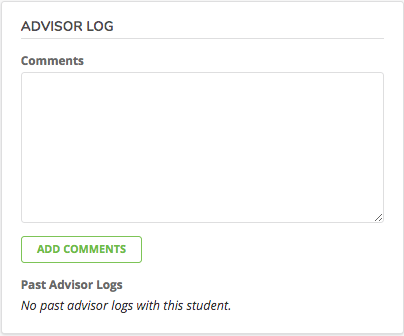 ADVISOR LOG
Comments
ADD COMMENTS
Past Advisor Logs
No past advisor logs with this student.